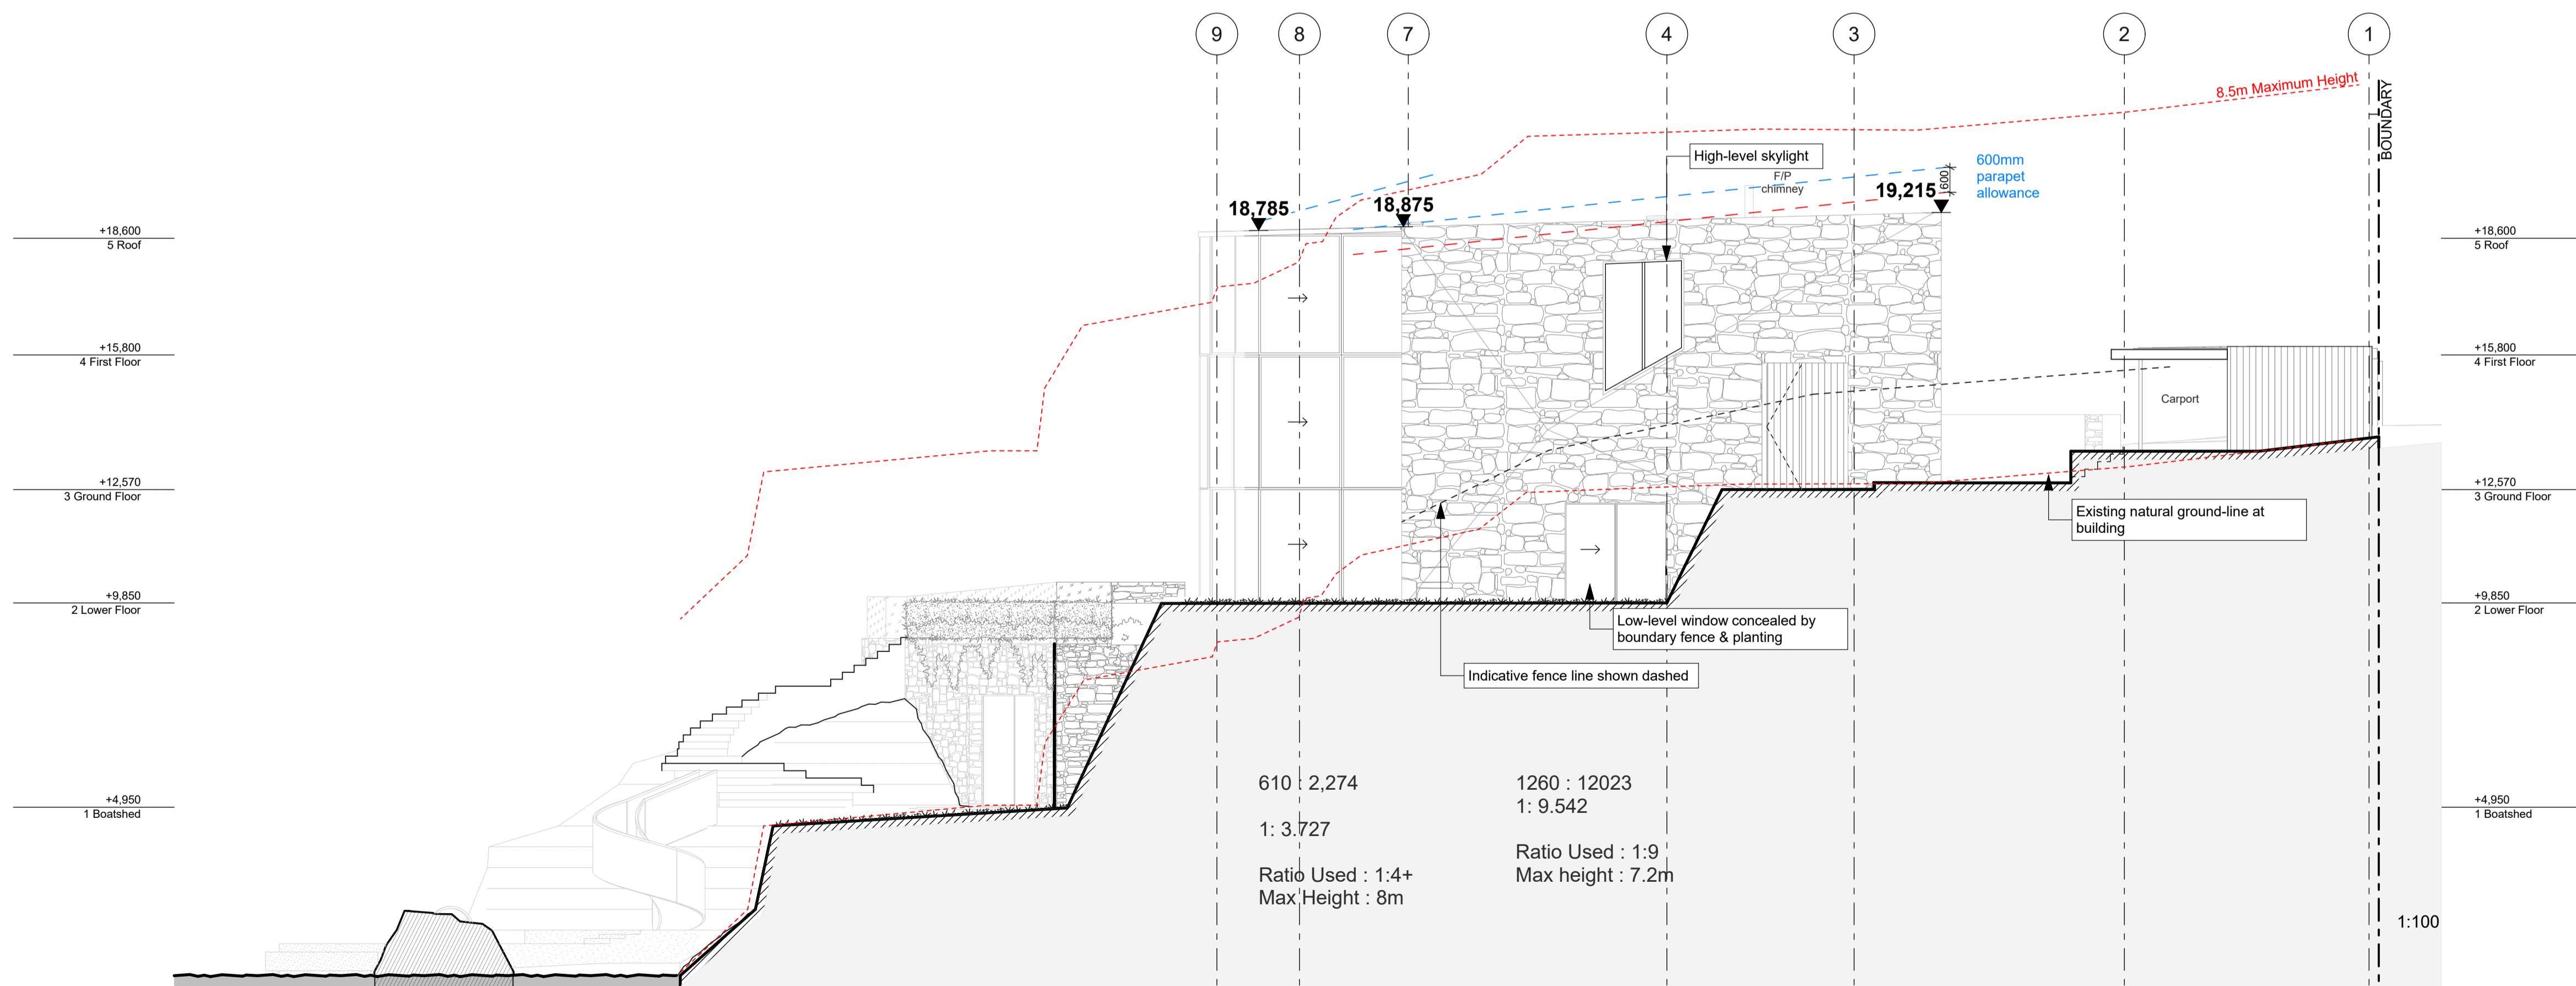 9
8
7
4
3
2
1
8.5m Maximum Height
BOUNDARY
High-level skylight
F/P
chimney
600
600mm
parapet
allowance
18,785
18,875
19,215
+18,600
5 Roof
+18,600
5 Roof
+15,800
4 First Floor
+15,800
4 First Floor
Carport
+12,570
3 Ground Floor
+12,570
3 Ground Floor
Existing natural ground-line at
building
+9,850
2 Lower Floor
+9,850
2 Lower Floor
Low-level window concealed by
boundary fence & planting
Indicative fence line shown dashed
+4,950
1 Boatshed
+4,950
1 Boatshed
610 : 2,274
1: 3.727
Ratio Used : 1:4+
Max Height : 8m
1260 : 12023
1: 9.542
Ratio Used : 1:9
Max height : 7.2m
1:100